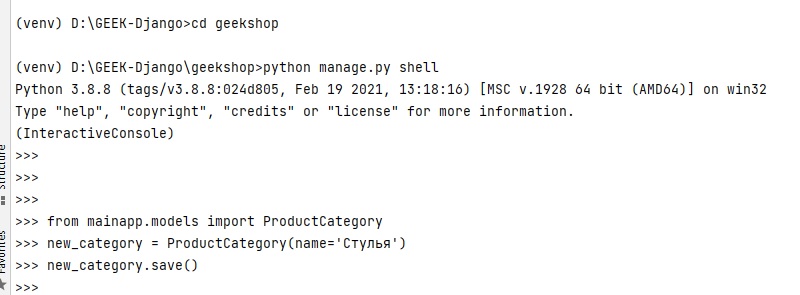 (venv) D:\GEEK-Django>cd geekshop
(venv) D:\GEEK-Django\geekshop>python manage.py shell
Python 3.8.8 (tags/v3.8.8:024d805, Feb 19 2021, 13:18:16) [MSC v.1928 64 bit (AMD64)] on win32
Type "help", "copyright", "credits" or "license" for more information.
(InteractiveConsole)
>>>
>>>
>>>
>>> from mainapp.models import ProductCategory
>>> new_category = ProductCategory(name='Стулья')
>>> new_category.save()
>>>
Structure
Favorites